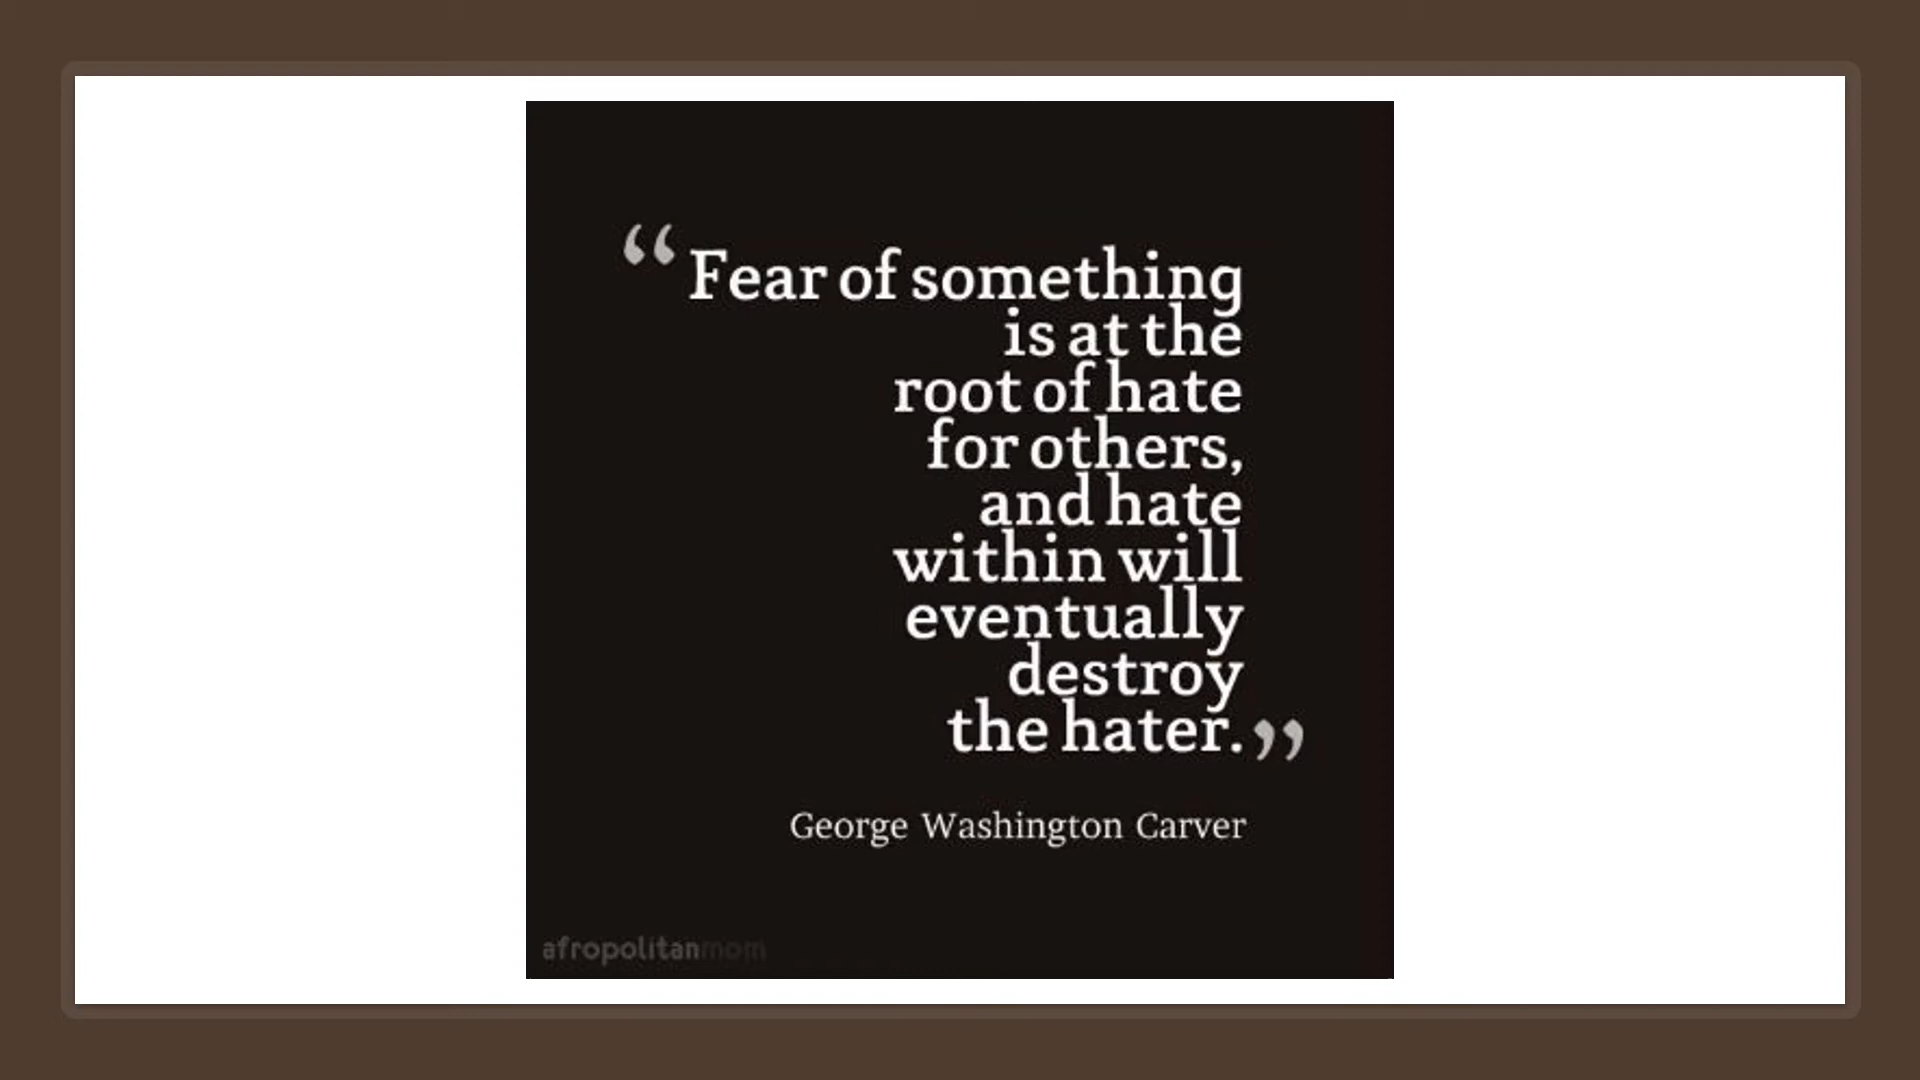 “Fear of something
is at the
root of hate
for others,
and hate
within will
eventually
destroy
the hater.”
George Washington Carver
afropolitanmom